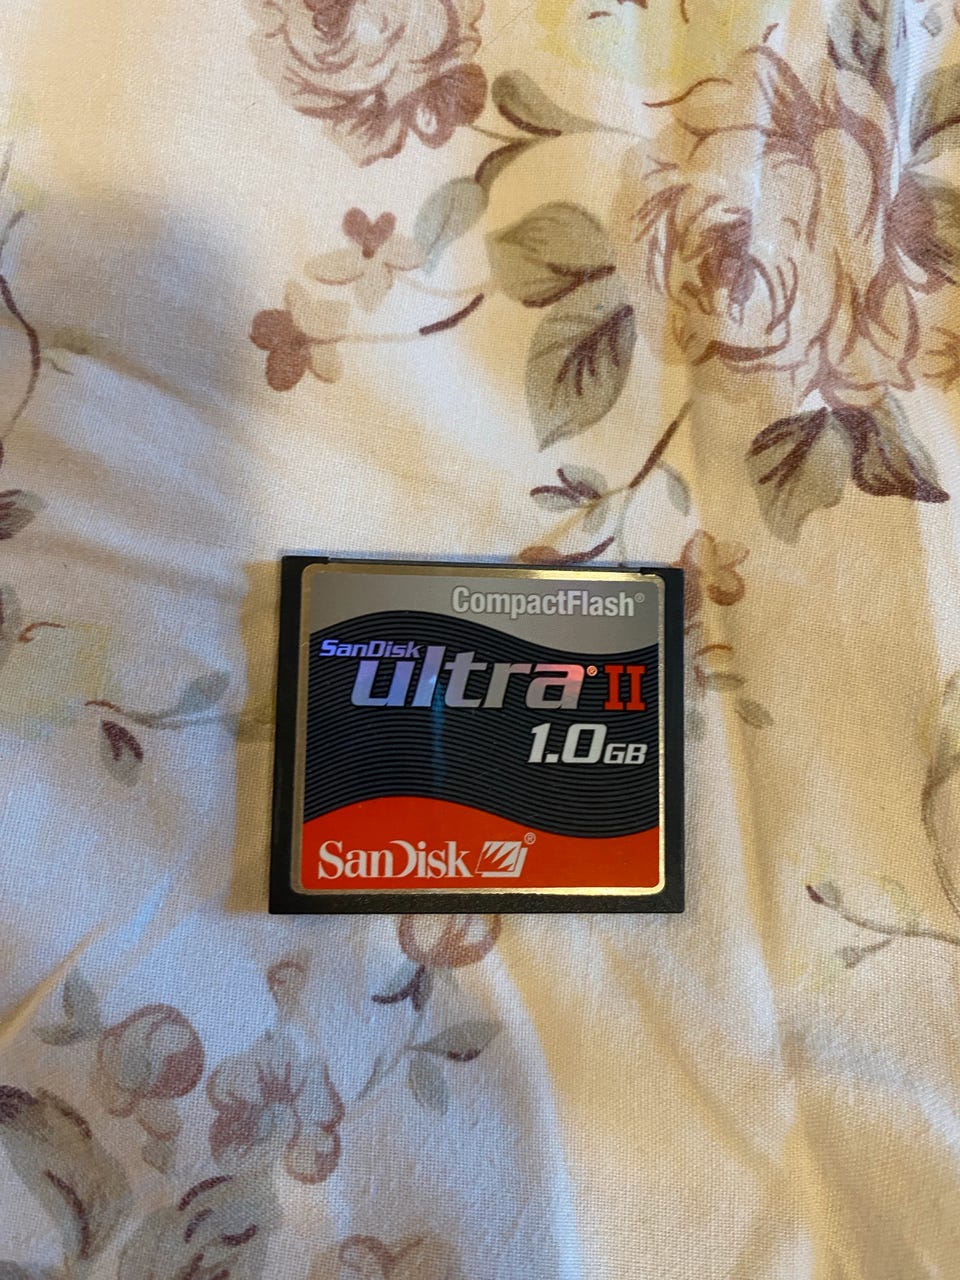 CompactFlash®
SanDisk
ultra® II
1.0GB
SanDisk®